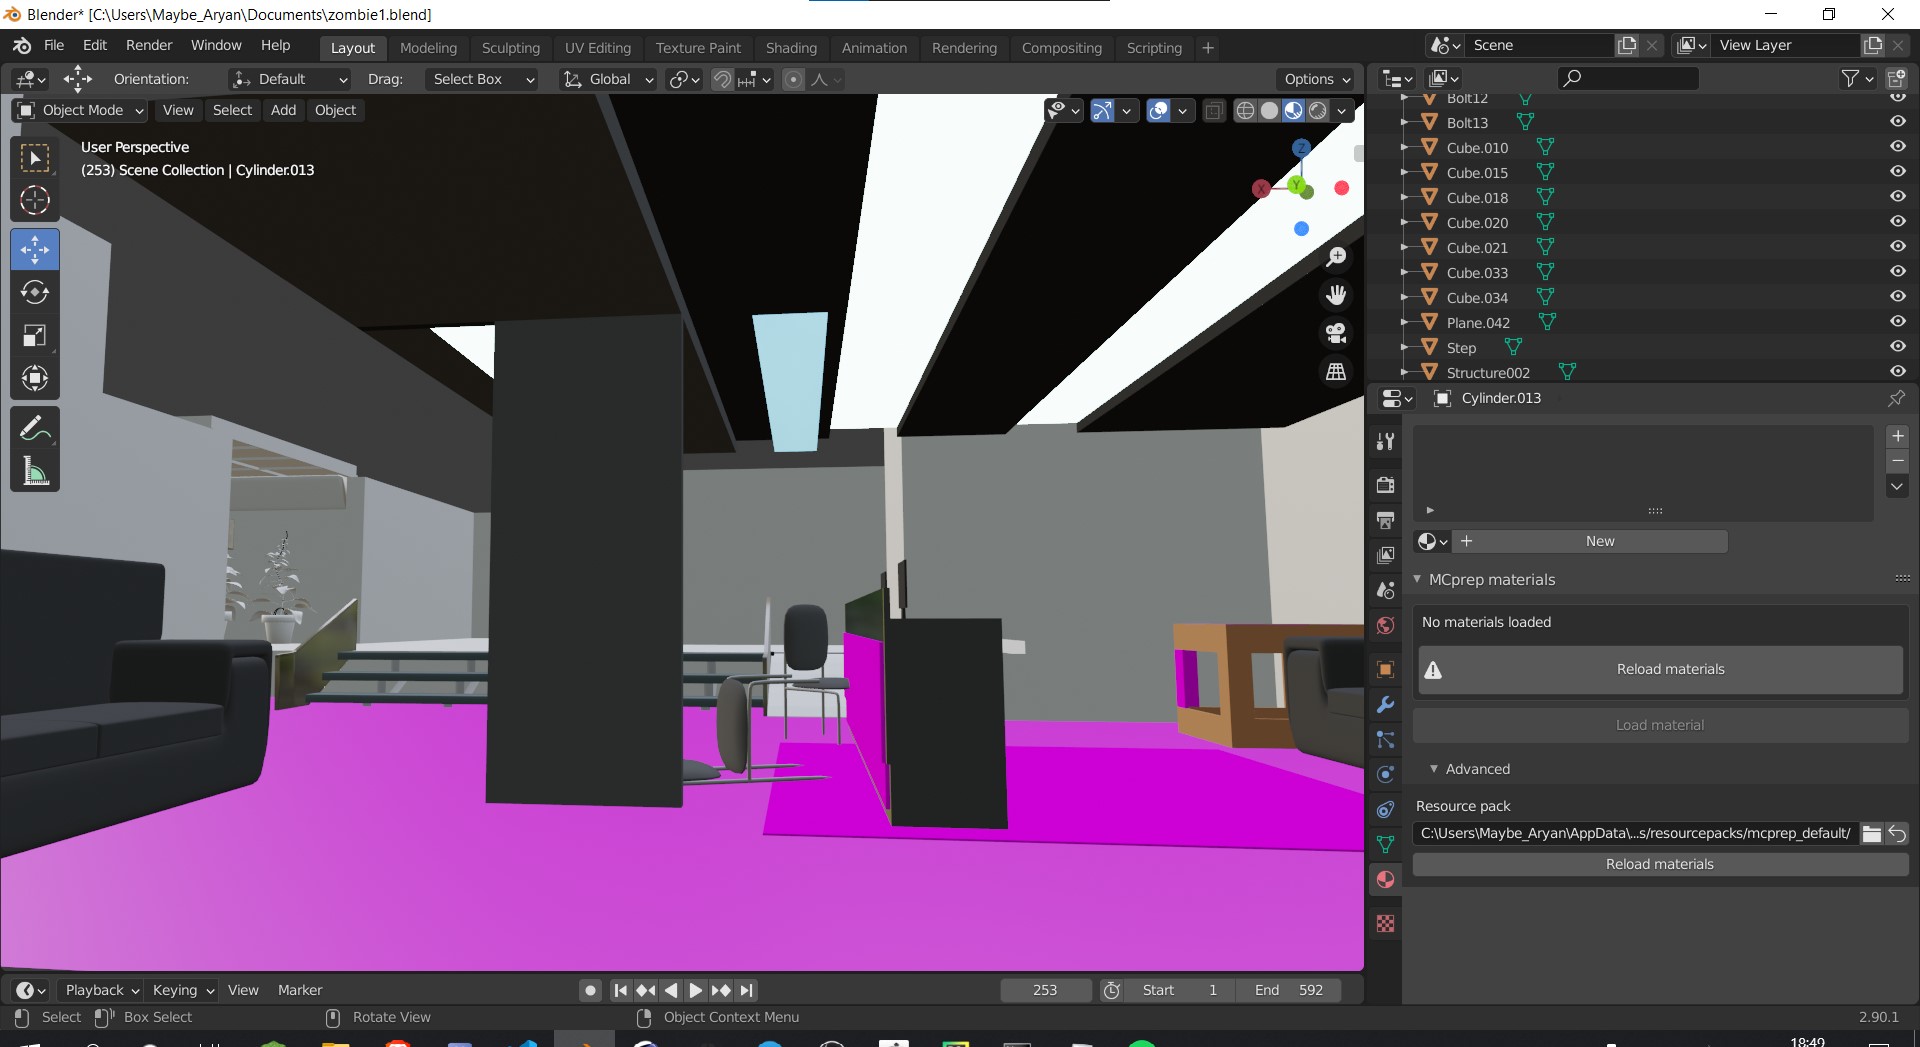 Blender* [C:\Users\Maybe_Aryan\Documents\zombie1.blend]
File Edit Render Window Help
Layout Modeling Sculpting UV Editing Texture Paint Shading Animation Rendering Compositing Scripting +
Scene
View Layer
Orientation: Default Drag: Select Box Global Options
Object Mode View Select Add Object
User Perspective
(253) Scene Collection | Cylinder.013
Z
X
Y
Bolt12
Bolt13
Cube.010
Cube.015
Cube.018
Cube.020
Cube.021
Cube.033
Cube.034
Plane.042
Step
Structure002
Cylinder.013
New
MCprep materials
No materials loaded
Reload materials
Load material
Advanced
Resource pack
C:\Users\Maybe_Aryan\AppData\...s/resourcepacks/mcprep_default/
Reload materials
Playback Keying View Marker 253 Start 1 End 592
Select Box Select Rotate View Object Context Menu 2.90.1
18:49